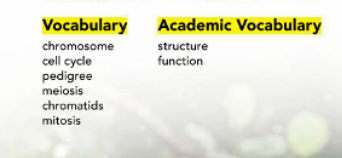 Vocabulary
chromosome
cell cycle
pedigree
meiosis
chromatids
mitosis
Academic Vocabulary
structure
function